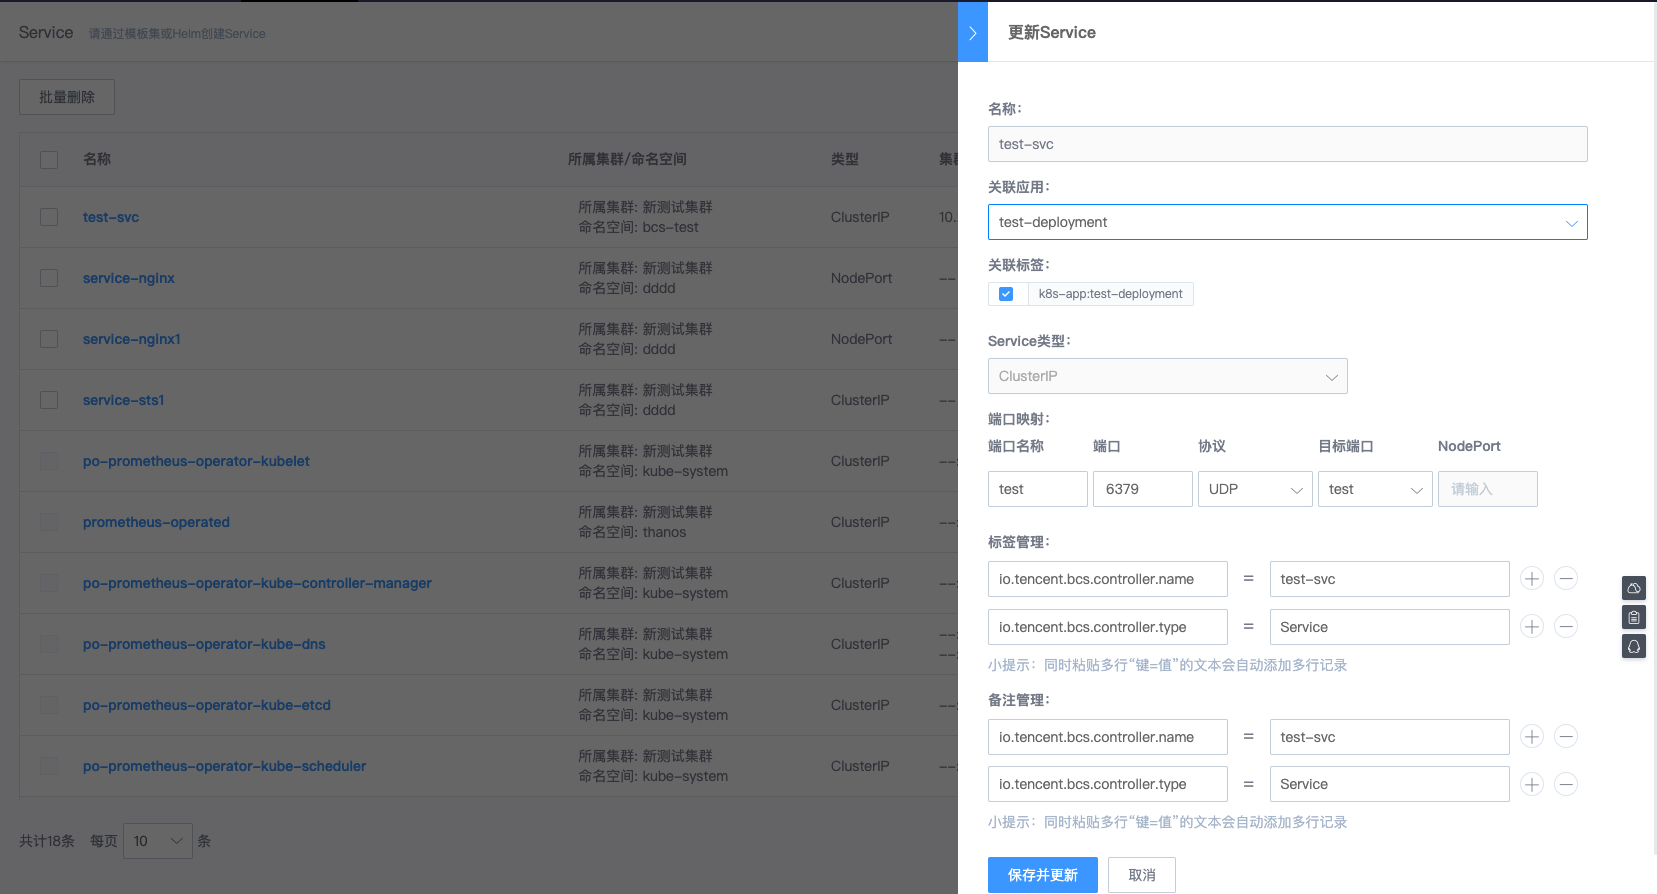 Service 请通过模板集或Helm创建Service
批量删除
名称 所属集群/命名空间 类型 集群
test-svc 所属集群: 新测试集群 ClusterIP 10.
命名空间: bcs-test
service-nginx 所属集群: 新测试集群 NodePort --
命名空间: dddd
service-nginx1 所属集群: 新测试集群 NodePort --
命名空间: dddd
service-sts1 所属集群: 新测试集群 ClusterIP --
命名空间: dddd
po-prometheus-operator-kubelet 所属集群: 新测试集群 ClusterIP --
命名空间: kube-system
prometheus-operated 所属集群: 新测试集群 ClusterIP --
命名空间: thanos
po-prometheus-operator-kube-controller-manager 所属集群: 新测试集群 ClusterIP --
命名空间: kube-system
po-prometheus-operator-kube-dns 所属集群: 新测试集群 ClusterIP --
命名空间: kube-system
po-prometheus-operator-kube-etcd 所属集群: 新测试集群 ClusterIP --
命名空间: kube-system
po-prometheus-operator-kube-scheduler 所属集群: 新测试集群 ClusterIP --
命名空间: kube-system
共计18条 每页 10 条
更新Service
名称：
test-svc
关联应用：
test-deployment
关联标签：
k8s-app:test-deployment
Service类型：
ClusterIP
端口映射：
端口名称 端口 协议 目标端口 NodePort
test 6379 UDP test 请输入
标签管理：
io.tencent.bcs.controller.name = test-svc
io.tencent.bcs.controller.type = Service
小提示：同时粘贴多行“键=值”的文本会自动添加多行记录
备注管理：
io.tencent.bcs.controller.name = test-svc
io.tencent.bcs.controller.type = Service
小提示：同时粘贴多行“键=值”的文本会自动添加多行记录
保存并更新 取消